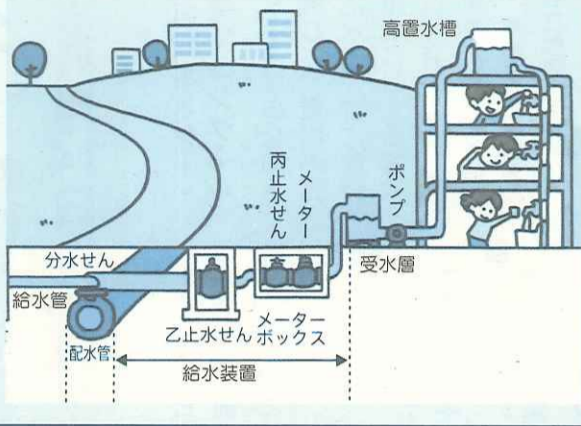 高置水槽
丙止水せん
メーター
ポンプ
分水せん
受水層
給水管
乙止水せん
メーター
ボックス
配水管
給水装置